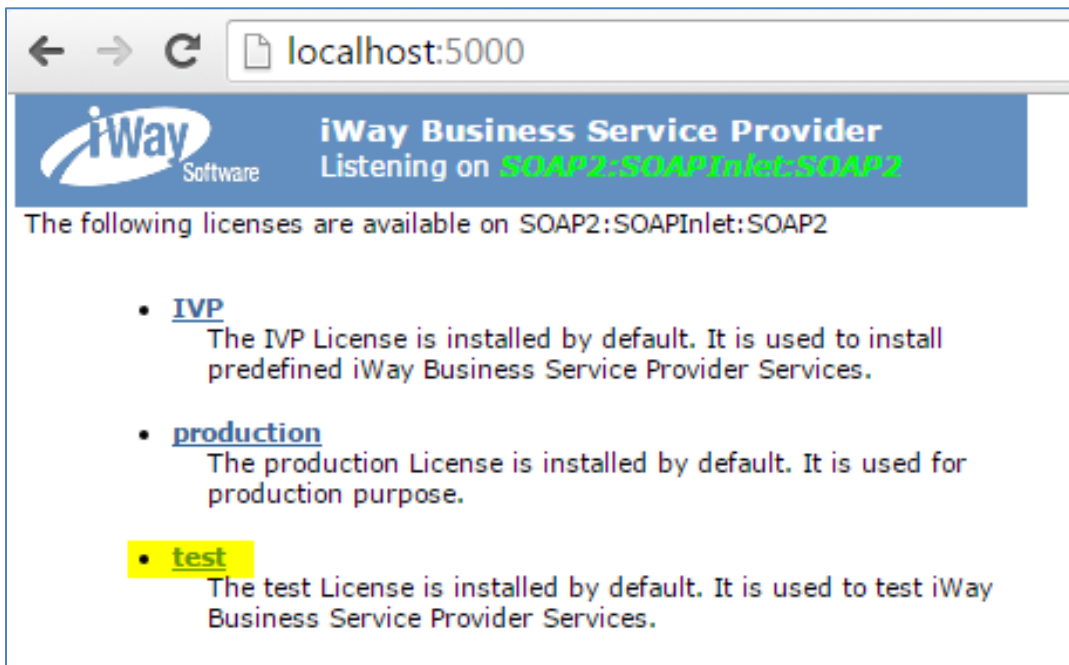 localhost:5000
iWay
Software
iWay Business Service Provider
Listening on SOAP2:SOAPInlet:SOAP2
The following licenses are available on SOAP2:SOAPInlet:SOAP2
• IVP
The IVP License is installed by default. It is used to install
predefined iWay Business Service Provider Services.
• production
The production License is installed by default. It is used for
production purpose.
• test
The test License is installed by default. It is used to test iWay
Business Service Provider Services.